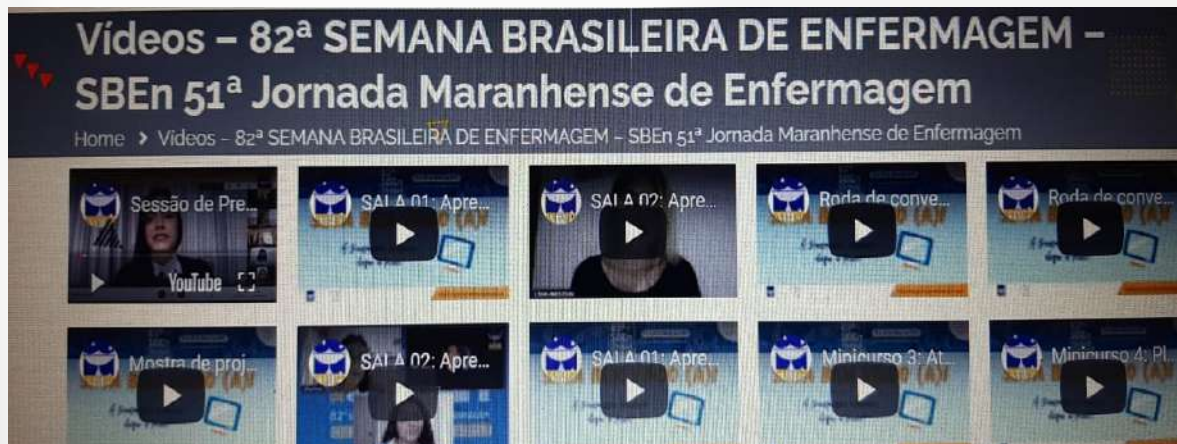 Vídeos – 82ª SEMANA BRASILEIRA DE ENFERMAGEM –
SBEn 51ª Jornada Maranhense de Enfermagem
Home > Vídeos – 82ª SEMANA BRASILEIRA DE ENFERMAGEM – SBEn 51ª Jornada Maranhense de Enfermagem
Sessão de Pre...
SALA 01: Apre...
SALA 02: Apre...
Roda de conve...
Roda de conve...
YouTube
Mostra de proj...
SALA 02: Apre...
SALA 01: Apre...
Minicurso 3: At...
Minicurso 4: Pl...